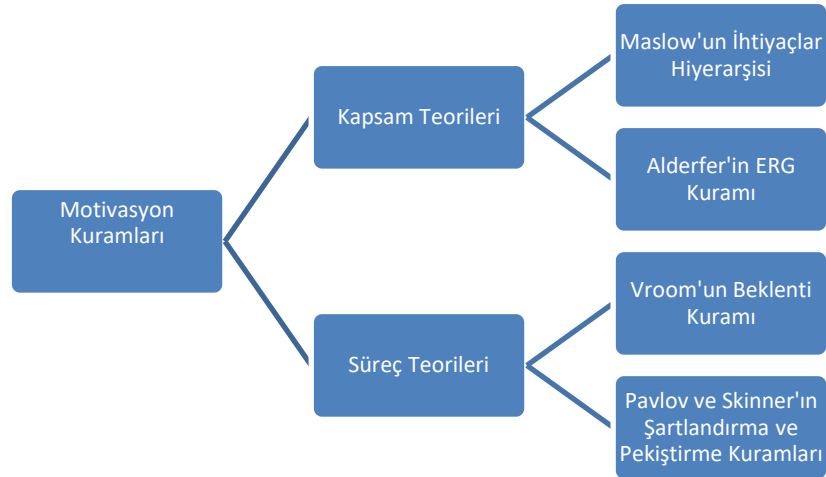 Motivasyon
Kuramları
Kapsam Teorileri
Maslow'un İhtiyaçlar
Hiyerarşisi
Alderfer'in ERG
Kuramı
Süreç Teorileri
Vroom'un Beklenti
Kuramı
Pavlov ve Skinner'ın
Şartlandırma ve
Pekiştirme Kuramları